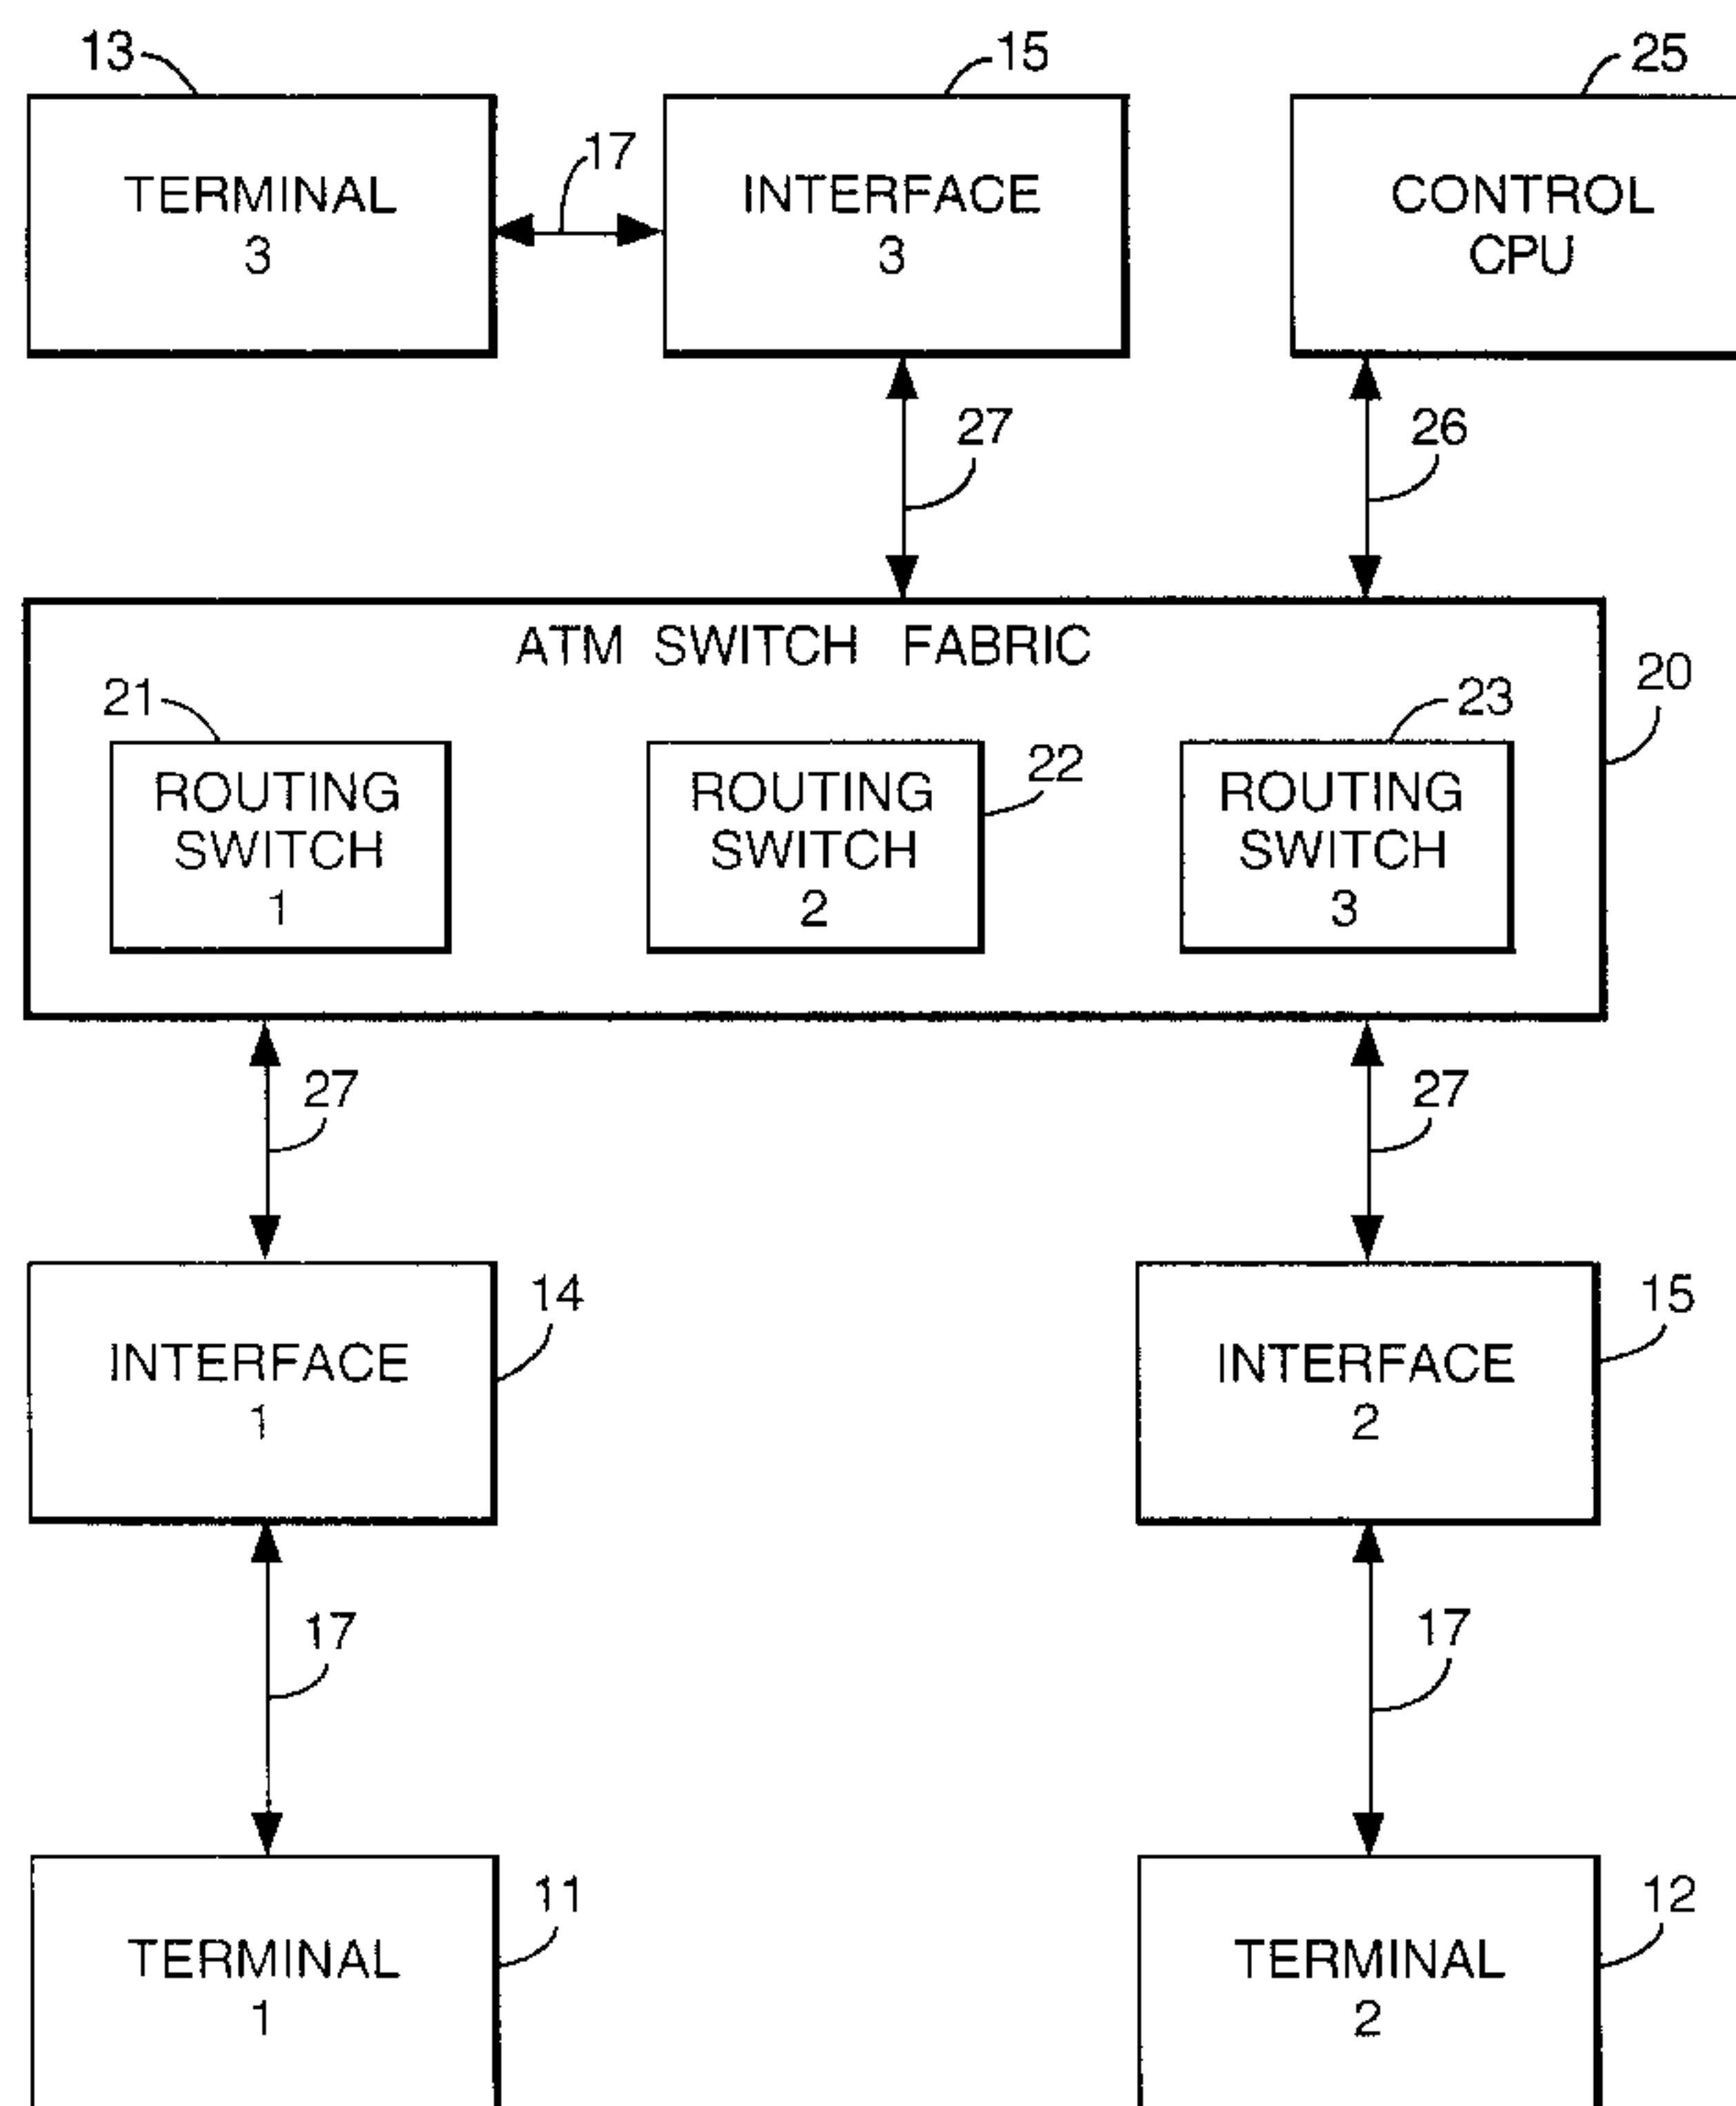 13
15
25
TERMINAL
3
17
INTERFACE
3
CONTROL
CPU
27
26
ATM SWITCH FABRIC
20
21
23
22
ROUTING
SWITCH
1
ROUTING
SWITCH
2
ROUTING
SWITCH
3
27
27
14
15
INTERFACE
1
INTERFACE
2
17
17
11
12
TERMINAL
1
TERMINAL
2